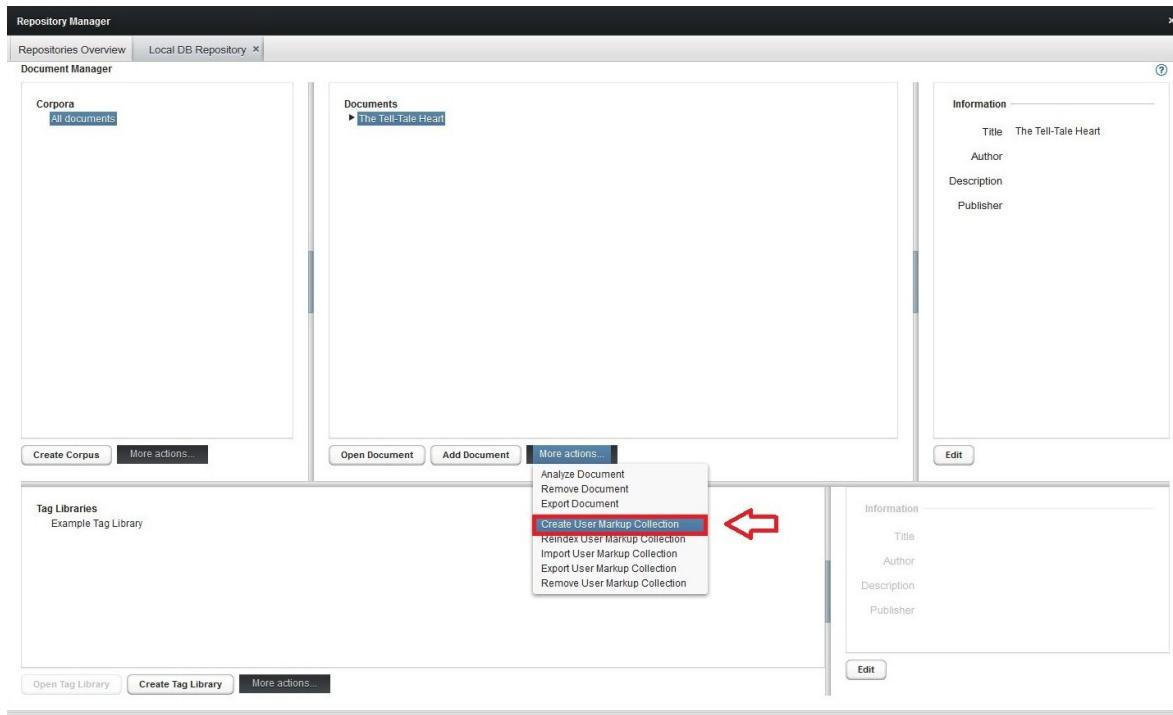 Repository Manager ×
Repositories Overview Local DB Repository ×
Document Manager ?
Corpora
All documents
Documents
The Tell-Tale Heart
Information
Title The Tell-Tale Heart
Author
Description
Publisher
Create Corpus More actions...
Open Document Add Document More actions...
Edit
Analyze Document
Remove Document
Export Document
Create User Markup Collection
Reindex User Markup Collection
Import User Markup Collection
Export User Markup Collection
Remove User Markup Collection
Tag Libraries
Example Tag Library
Information
Title
Author
Description
Publisher
Edit
Open Tag Library Create Tag Library More actions...